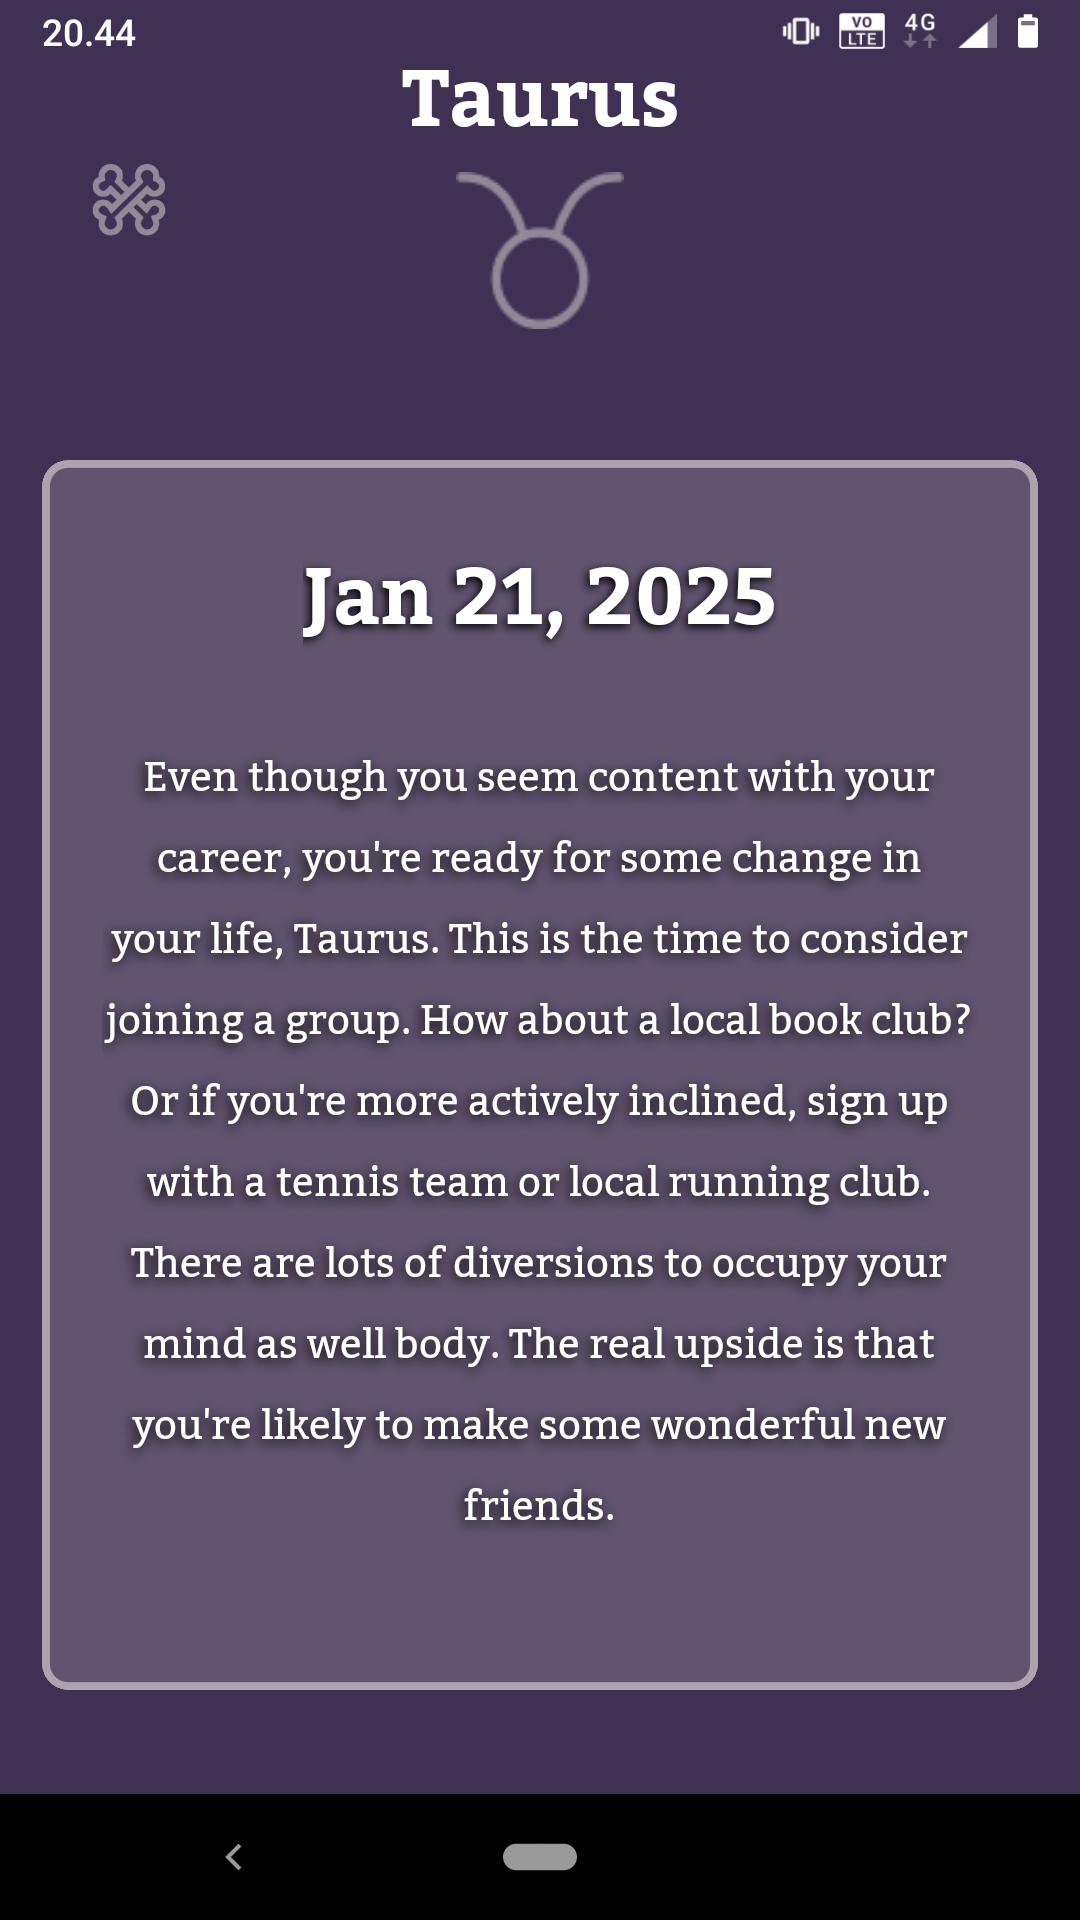 20.44
VO LTE
4G
Taurus
Jan 21, 2025
Even though you seem content with your
career, you're ready for some change in
your life, Taurus. This is the time to consider
joining a group. How about a local book club?
Or if you're more actively inclined, sign up
with a tennis team or local running club.
There are lots of diversions to occupy your
mind as well body. The real upside is that
you're likely to make some wonderful new
friends.